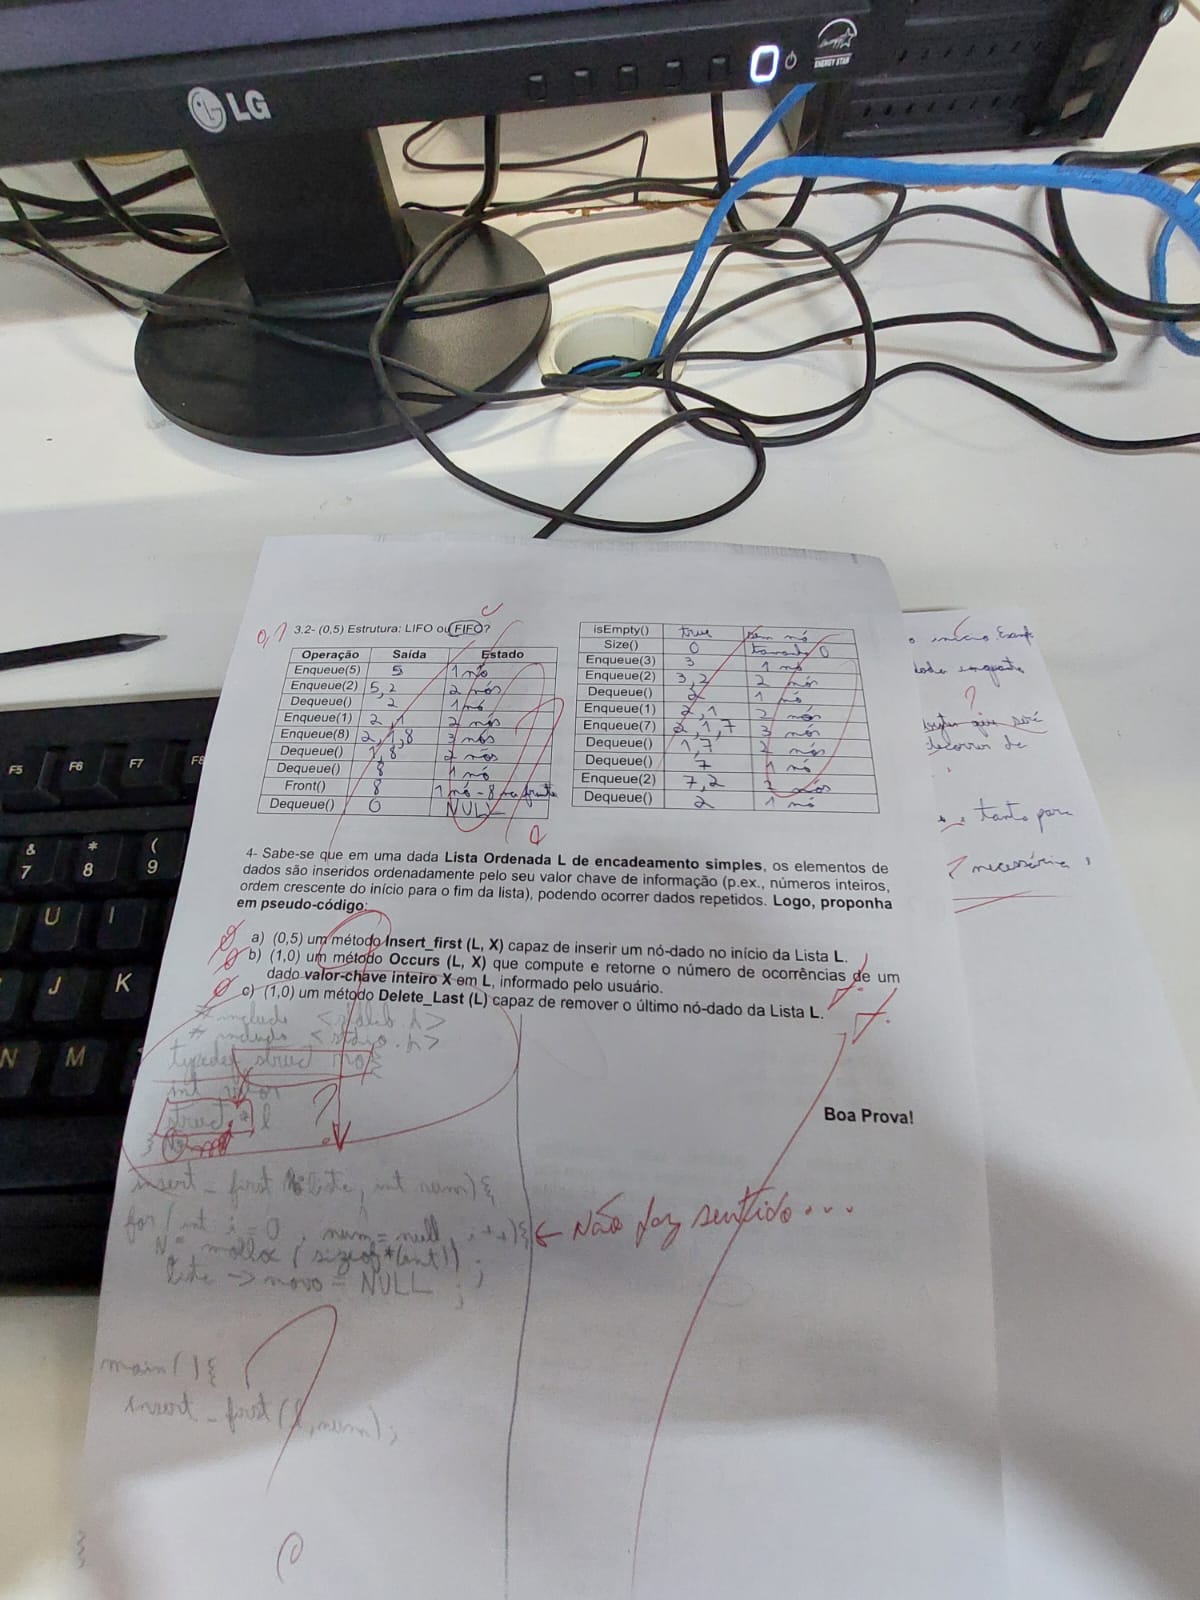 LG
ENERGY STAR
F5 F6 F7 F8
& 7
* 8
( 9
U I
J K
N M
0,1
3.2- (0,5) Estrutura: LIFO ou FIFO?
Operação Saída Estado
Enqueue(5) 5 1 nó
Enqueue(2) 5,2 2 nós
Dequeue() 2 1 nó
Enqueue(1) 2,1 2 nós
Enqueue(8) 2,1,8 3 nós
Dequeue() 1,8 2 nós
Dequeue() 8 1 nó
Front() 8 1 nó - 8 na frente
Dequeue() 0 NULL
isEmpty() true sem nó
Size() 0 tamanho 0
Enqueue(3) 3 1 nó
Enqueue(2) 3,2 2 nós
Dequeue() 2 1 nó
Enqueue(1) 2,1 2 nós
Enqueue(7) 2,1,7 3 nós
Dequeue() 1,7 2 nós
Dequeue() 7 1 nó
Enqueue(2) 7,2 2 nós
Dequeue() 2 1 nó
4- Sabe-se que em uma dada Lista Ordenada L de encadeamento simples, os elementos de
dados são inseridos ordenadamente pelo seu valor chave de informação (p.ex., números inteiros,
ordem crescente do início para o fim da lista), podendo ocorrer dados repetidos. Logo, proponha
em pseudo-código:
a) (0,5) um método Insert_first (L, X) capaz de inserir um nó-dado no início da Lista L.
b) (1,0) um método Occurs (L, X) que compute e retorne o número de ocorrências de um
dado valor-chave inteiro X em L, informado pelo usuário.
c) (1,0) um método Delete_Last (L) capaz de remover o último nó-dado da Lista L.
# include <stdlib.h>
# include <stdio.h>
typedef struct no{
int
struct * l
Boa Prova!
insert_first lista, int num){
for (int i = 0, num = null, i++){
← Não faz sentido...
N = malloc (sizeof*(int));
lista -> novo = NULL ;
main(){
insert_first (num, l);
}
o início.
será
decorrer de
tanto para
? necessária,